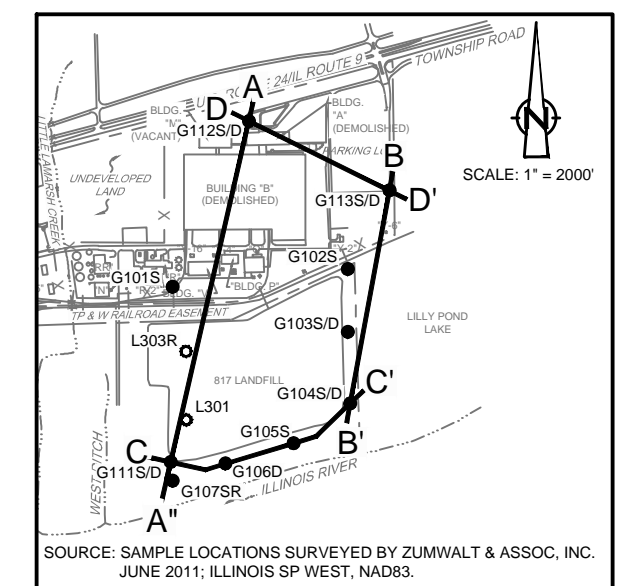 TOWNSHIP ROAD
24/IL ROUTE 9
A
D
G112S/D
BLDG.
"M"
(VACANT)
BLDG.
"A"
(DEMOLISHED)
PARKING
N
SCALE: 1" = 2000'
LITTLE LAMARSH CREEK
UNDEVELOPED
LAND
BUILDING "B"
(DEMOLISHED)
B
G113S/D
D'
G102S
G101S
"N"
TP & W RAILROAD EASEMENT
G103S/D
LILLY POND
LAKE
L303R
817 LANDFILL
G104S/D
C'
B'
L301
G105S
C
G111S/D
G106D
G107SR
WEST DITCH
ILLINOIS RIVER
A"
SOURCE: SAMPLE LOCATIONS SURVEYED BY ZUMWALT & ASSOC, INC.
JUNE 2011; ILLINOIS SP WEST, NAD83.